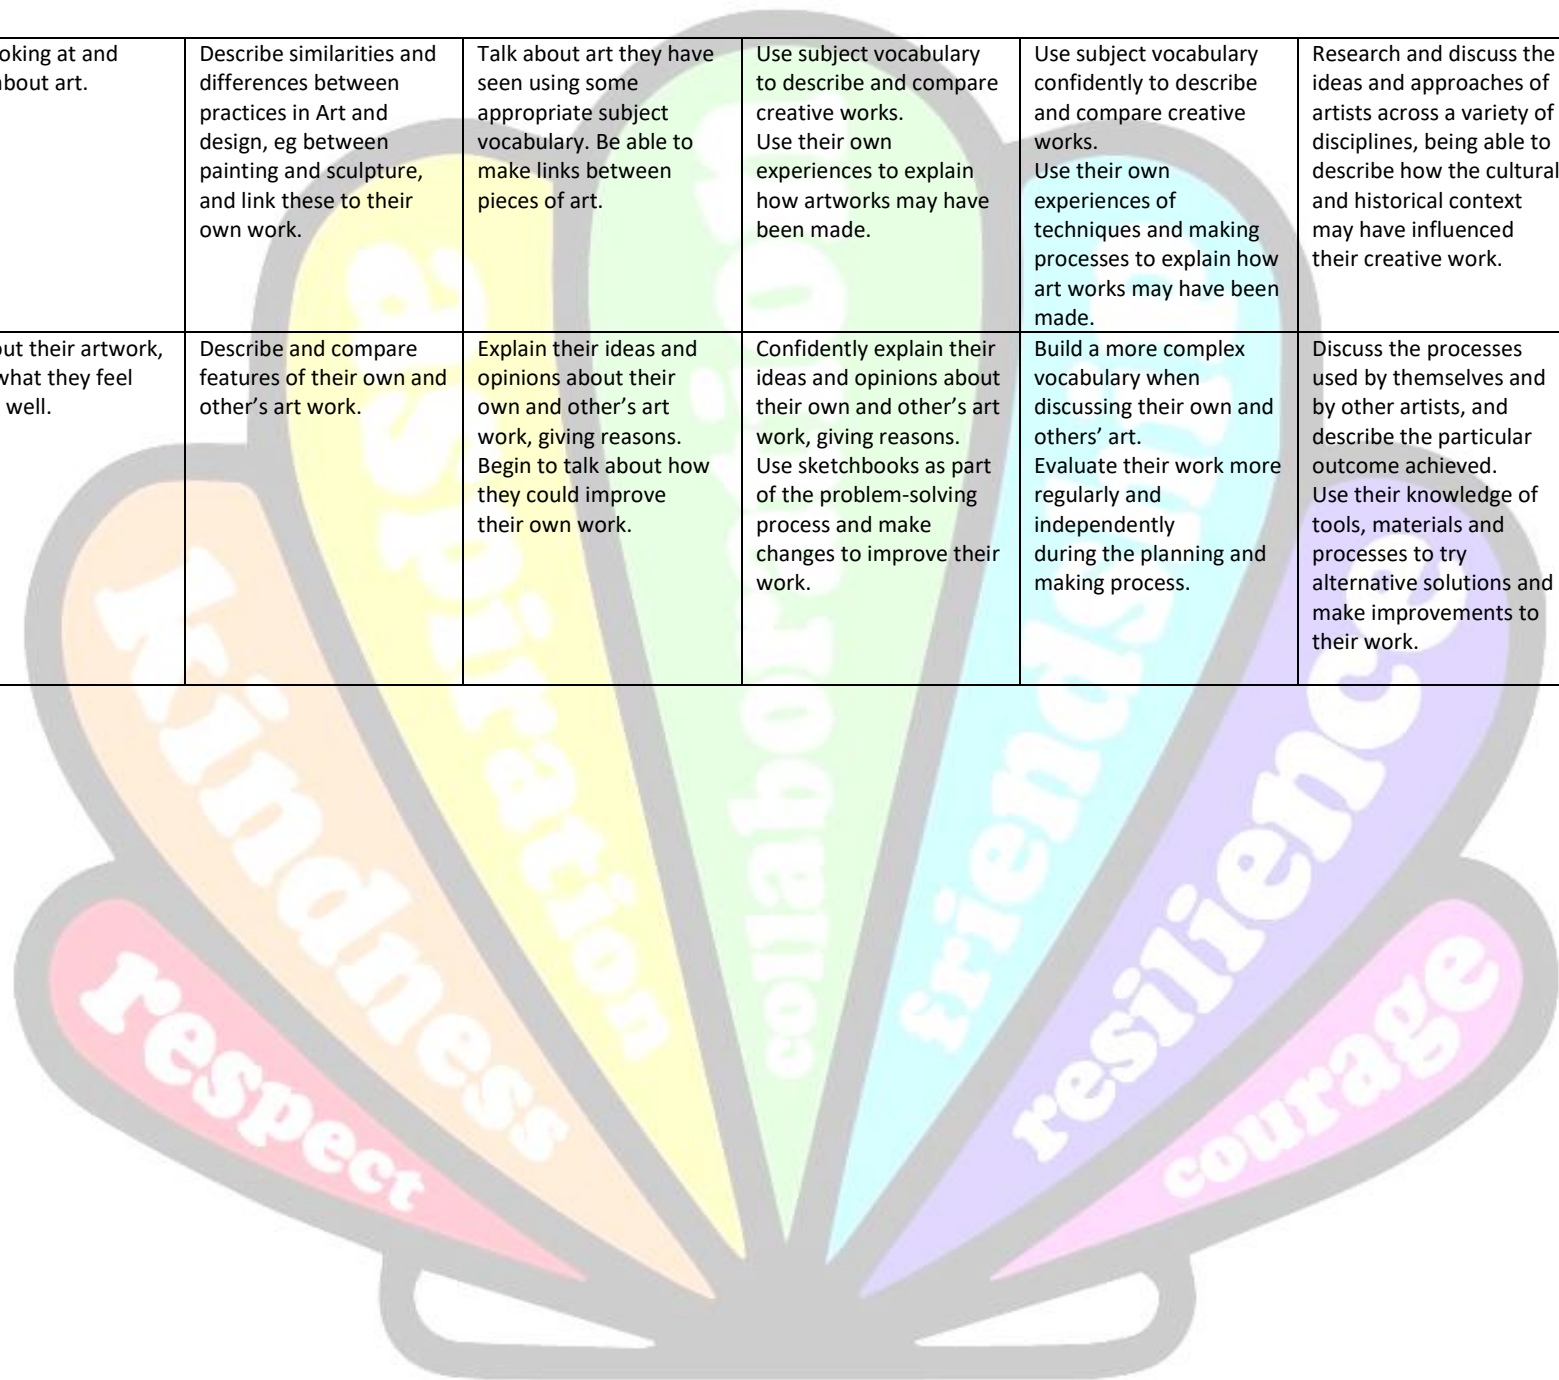 oking at and
bout art.
Describe similarities and
differences between
practices in Art and
design, eg between
painting and sculpture,
and link these to their
own work.
Talk about art they have
seen using some
appropriate subject
vocabulary. Be able to
make links between
pieces of art.
Use subject vocabulary
to describe and compare
creative works.
Use their own
experiences to explain
how artworks may have
been made.
Use subject vocabulary
confidently to describe
and compare creative
works.
Use their own
experiences of
techniques and making
processes to explain how
art works may have been
made.
Research and discuss the
ideas and approaches of
artists across a variety of
disciplines, being able to
describe how the cultural
and historical context
may have influenced
their creative work.
out their artwork,
what they feel
well.
Describe and compare
features of their own and
other’s art work.
Explain their ideas and
opinions about their
own and other’s art
work, giving reasons.
Begin to talk about how
they could improve
their own work.
Confidently explain their
ideas and opinions about
their own and other’s art
work, giving reasons.
Use sketchbooks as part
of the problem-solving
process and make
changes to improve their
work.
Build a more complex
vocabulary when
discussing their own and
others’ art.
Evaluate their work more
regularly and
independently
during the planning and
making process.
Discuss the processes
used by themselves and
by other artists, and
describe the particular
outcome achieved.
Use their knowledge of
tools, materials and
processes to try
alternative solutions and
make improvements to
their work.
respect
kindness
aspiration
collaboration
friendship
resilience
courage